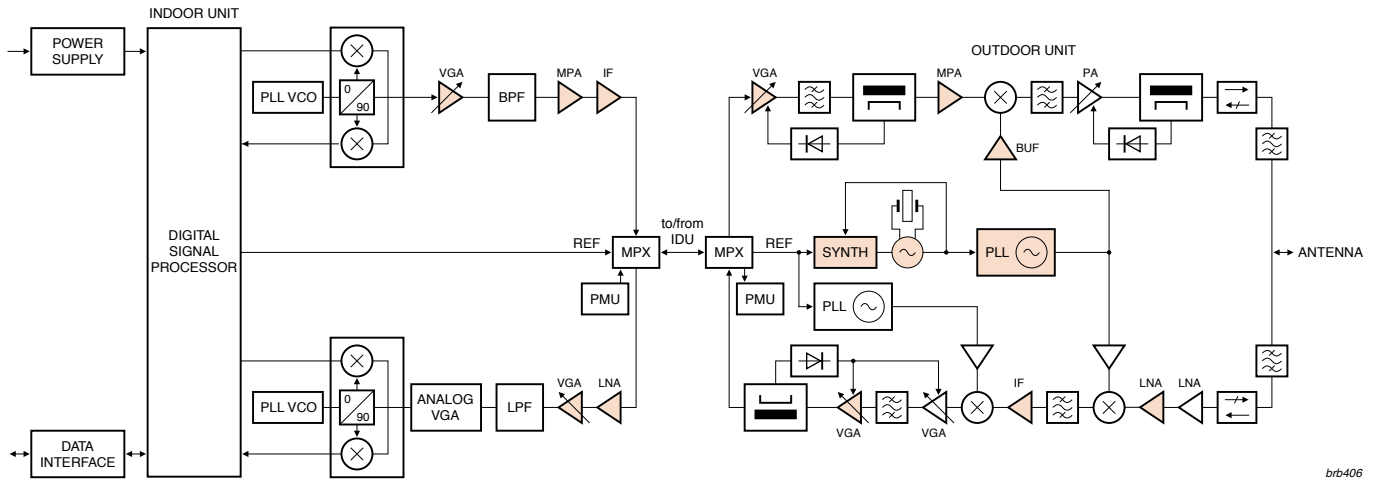 INDOOR UNIT
POWER
SUPPLY
PLL VCO
0
90
VGA
BPF
MPA
IF
DIGITAL
SIGNAL
PROCESSOR
REF
MPX
PMU
to/from
IDU
PLL VCO
0
90
ANALOG
VGA
LPF
VGA
LNA
DATA
INTERFACE
OUTDOOR UNIT
VGA
MPA
PA
BUF
MPX
REF
SYNTH
PLL
ANTENNA
PMU
PLL
VGA
VGA
IF
LNA
LNA
brb406